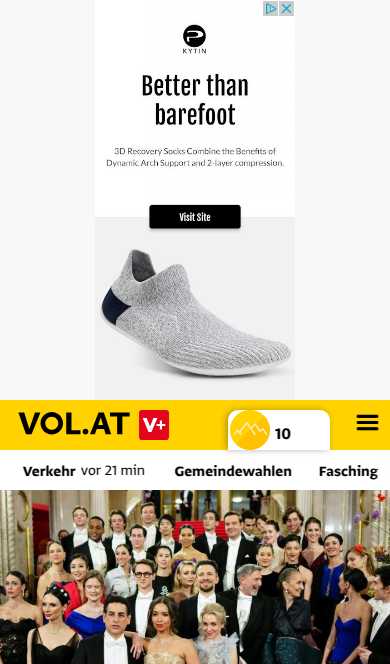 KYTIN
Better than
barefoot
3D Recovery Socks Combine the Benefits of
Dynamic Arch Support and 2-layer compression.
Visit Site
VOL.AT V+
10
Verkehr vor 21 min Gemeindewahlen Fasching